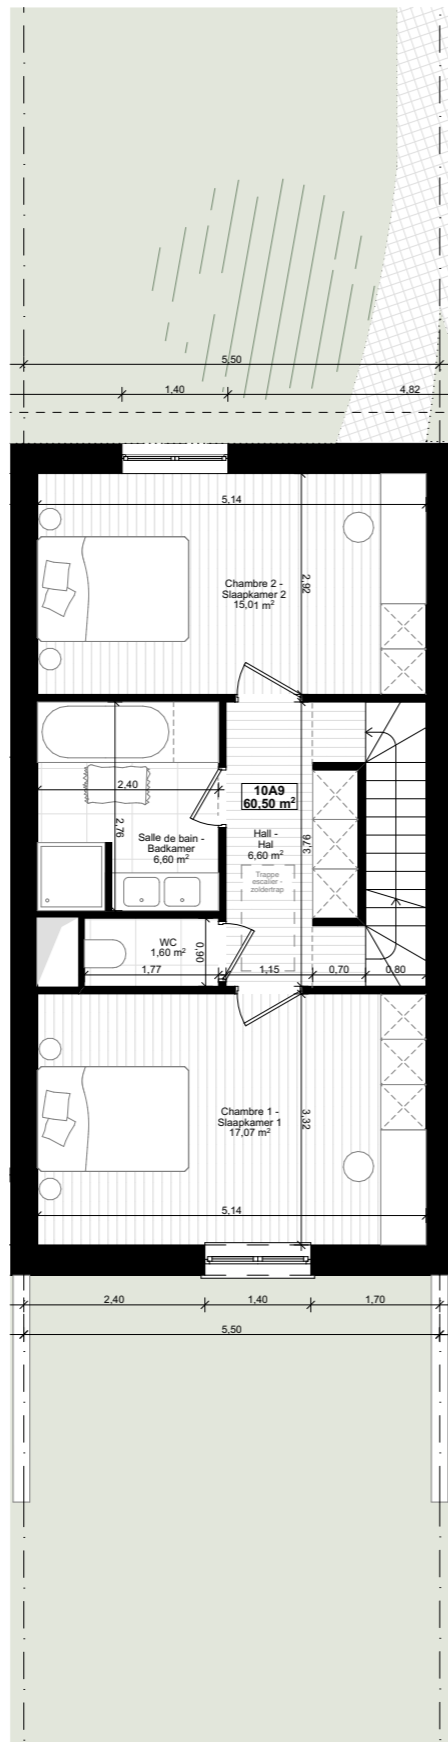 5,50
1,40
4,82
5,14
2,92
Chambre 2 -
Slaapkamer 2
15,01 m²
2,40
2,76
10A9
60,50 m²
Salle de bain -
Badkamer
6,60 m²
Hall -
Hal
6,60 m²
3,76
Trappe
escalier -
zoldertrap
WC
1,60 m²
0,90
1,77
1,15
0,70
0,80
Chambre 1 -
Slaapkamer 1
17,07 m²
3,32
5,14
2,40
1,40
1,70
5,50